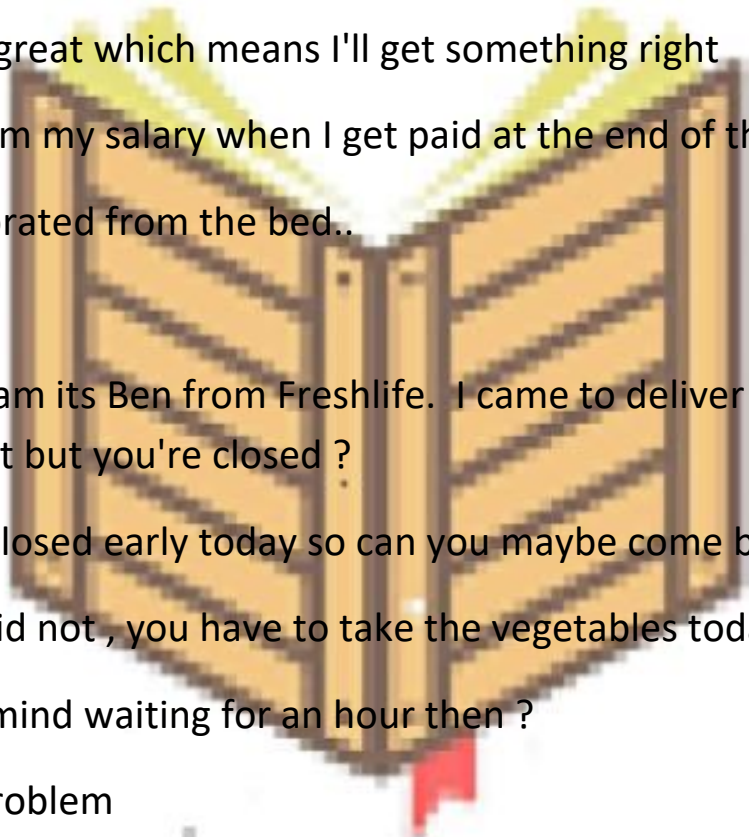 great which means I'll get something right
m my salary when I get paid at the end of th
rated from the bed..
am its Ben from Freshlife.  I came to deliver
t but you're closed ?
losed early today so can you maybe come b
id not , you have to take the vegetables toda
mind waiting for an hour then ?
roblem